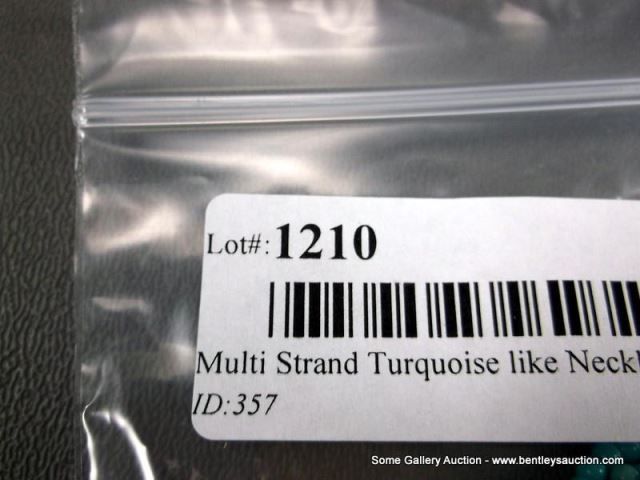 Lot#: 1210
Multi Strand Turquoise like Neckl
ID:357
Some Gallery Auction - www.bentleysauction.com